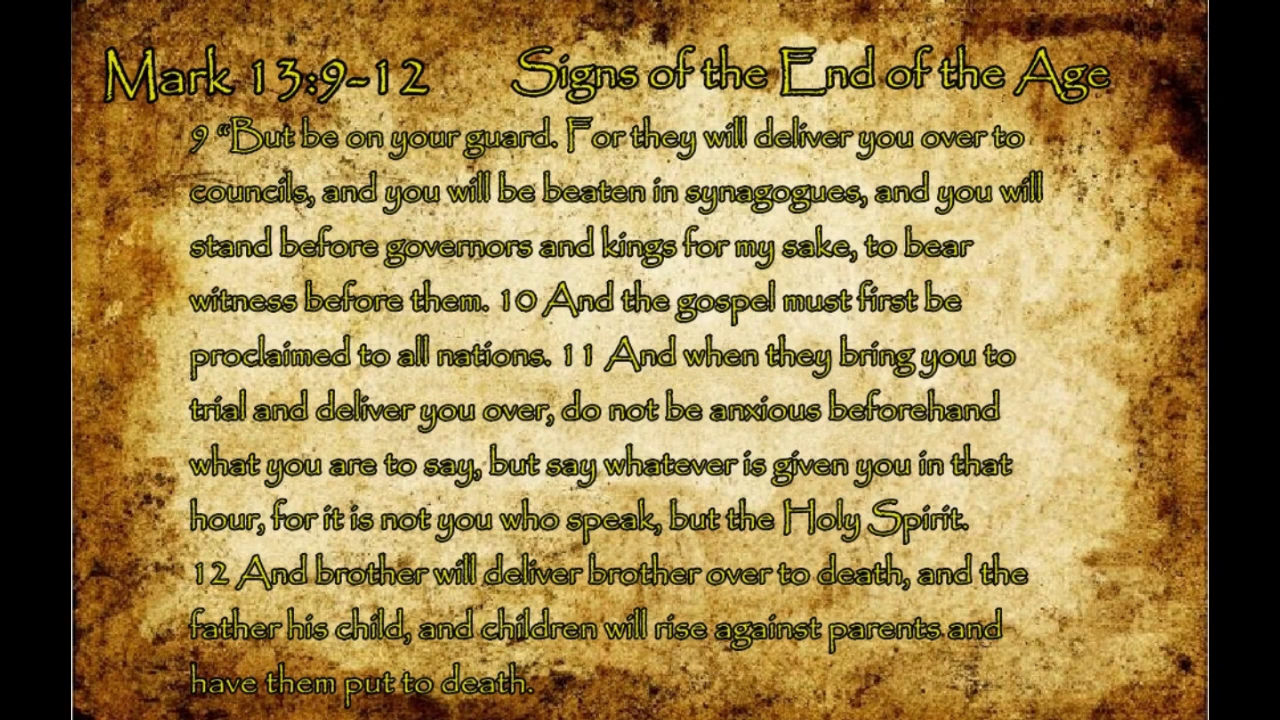 Mark 13:9-12 Signs of the End of the Age
9 “But be on your guard. For they will deliver you over to
councils, and you will be beaten in synagogues, and you will
stand before governors and kings for my sake, to bear
witness before them. 10 And the gospel must first be
proclaimed to all nations. 11 And when they bring you to
trial and deliver you over, do not be anxious beforehand
what you are to say, but say whatever is given you in that
hour, for it is not you who speak, but the Holy Spirit.
12 And brother will deliver brother over to death, and the
father his child, and children will rise against parents and
have them put to death.